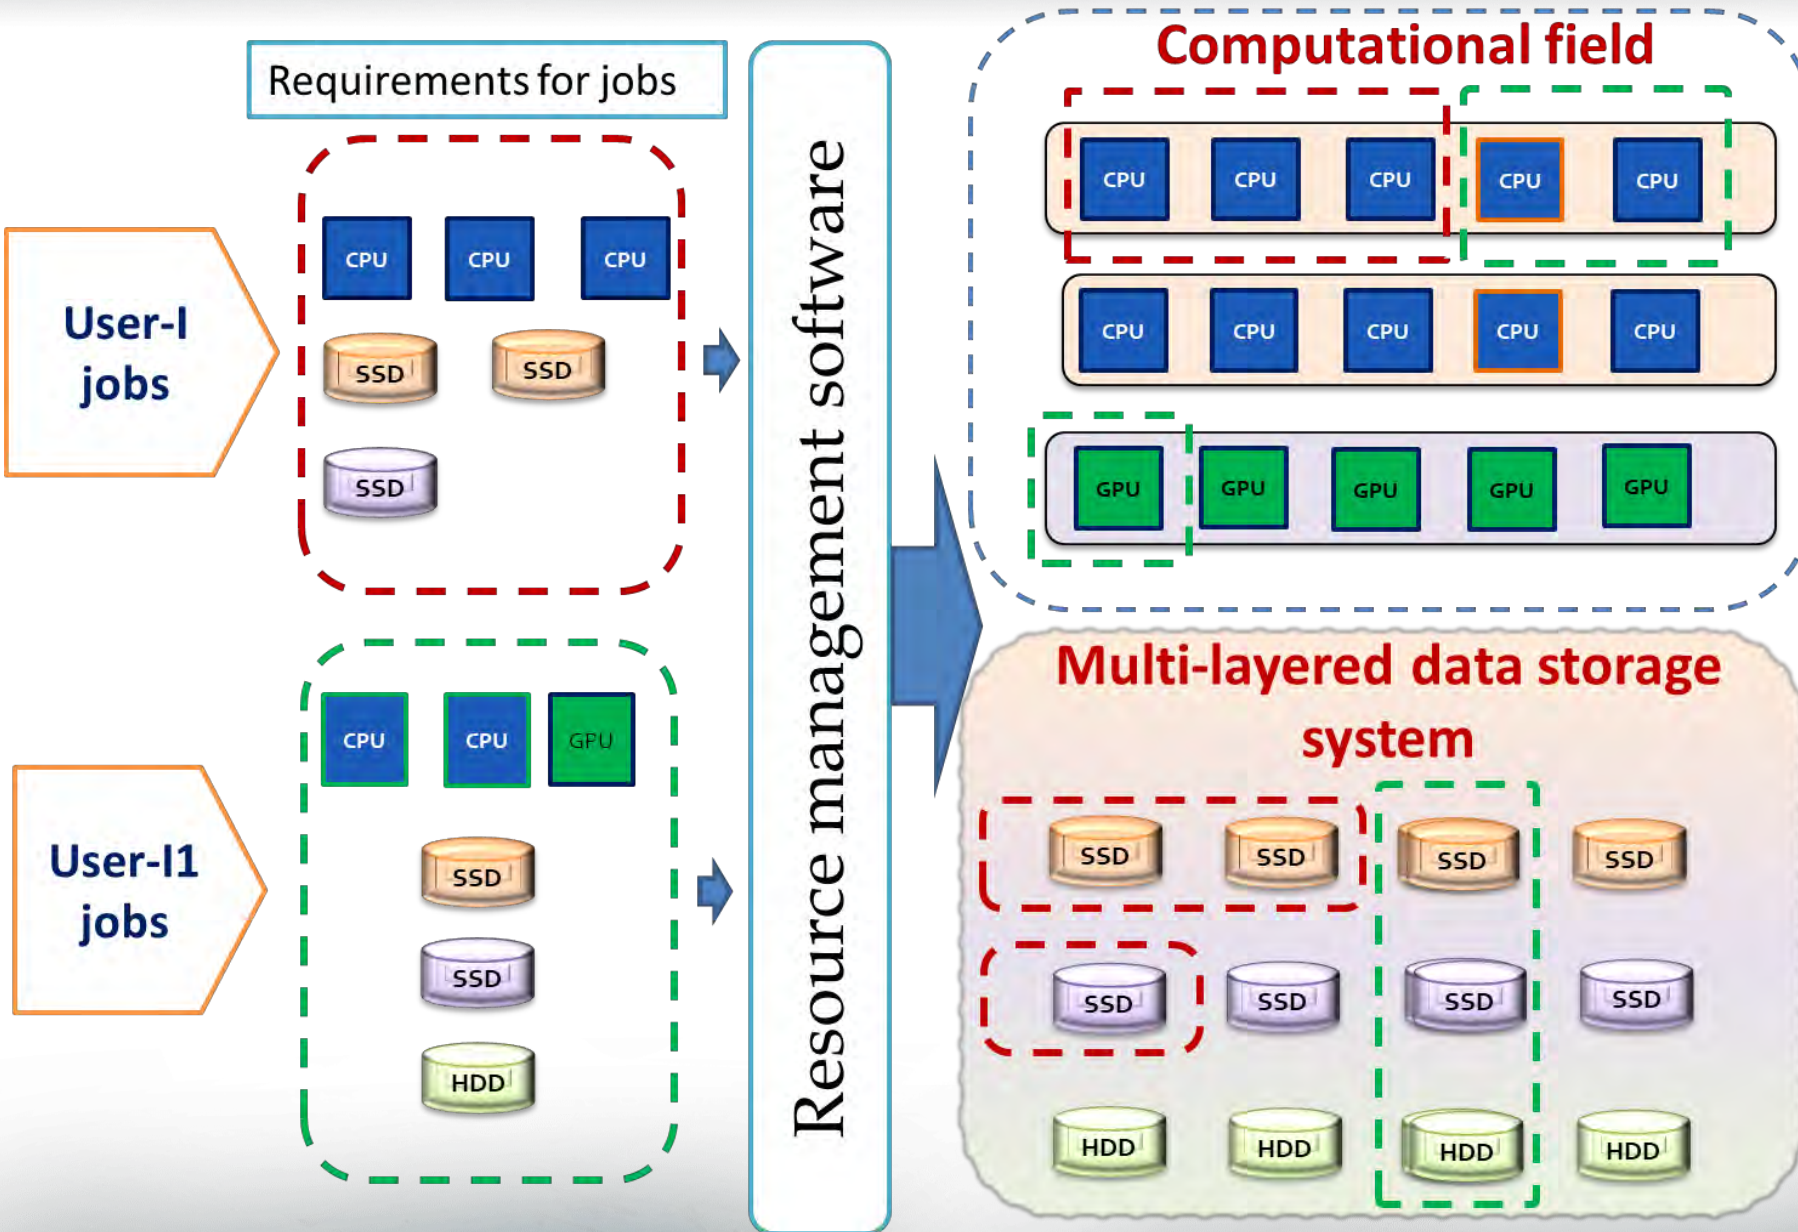 Requirements for jobs
User-I
jobs
CPU CPU CPU
SSD SSD
SSD
User-I1
jobs
CPU CPU GPU
SSD
SSD
HDD
Resource management software
Computational field
CPU CPU CPU CPU CPU
CPU CPU CPU CPU CPU
GPU GPU GPU GPU GPU
Multi-layered data storage
system
SSD SSD SSD SSD
SSD SSD SSD SSD
HDD HDD HDD HDD